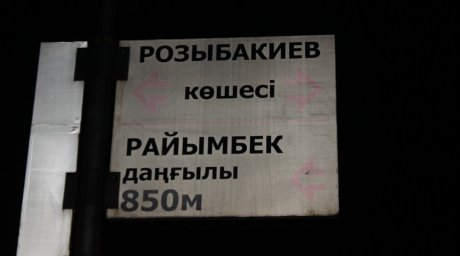 РОЗЫБАКИЕВ
көшесі
РАЙЫМБЕК
даңғылы
850м